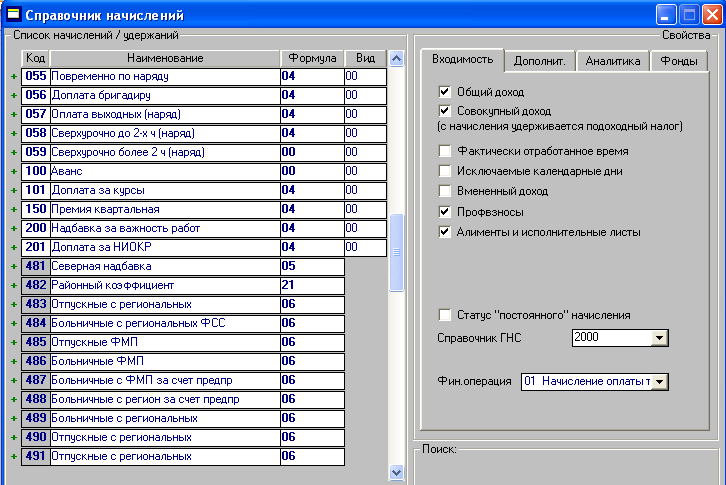 Справочник начислений
Список начислений / удержаний
Код Наименование Формула Вид
+ 055 Повременно по наряду 04 00
+ 056 Доплата бригадиру 04 00
+ 057 Оплата выходных (наряд) 04 00
+ 058 Сверхурочно до 2-х ч (наряд) 04 00
+ 059 Сверхурочно более 2 ч (наряд) 00 00
+ 100 Аванс 00 00
+ 101 Доплата за курсы 04 00
+ 150 Премия квартальная 04 00
+ 200 Надбавка за важность работ 04 00
+ 201 Доплата за НИОКР 04 00
+ 481 Северная надбавка 05
+ 482 Районный коэффициент 21
+ 483 Отпускные с региональных 06
+ 484 Больничные с региональных ФСС 06
+ 485 Отпускные ФМП 06
+ 486 Больничные ФМП 06
+ 487 Больничные с ФМП за счет предпр 06
+ 488 Больничные с регион за счет предпр 06
+ 489 Больничные с региональных 06
+ 490 Отпускные с региональных 06
+ 491 Отпускные с региональных 06
Свойства
Входимость Дополнит. Аналитика Фонды
Общий доход
Совокупный доход
(с начисления удерживается подоходный налог)
Фактически отработанное время
Исключаемые календарные дни
Вмененный доход
Профвзносы
Алименты и исполнительные листы
Статус "постоянного" начисления
Справочник ГНС 2000
Фин.операция 01 Начисление оплаты т
Поиск: